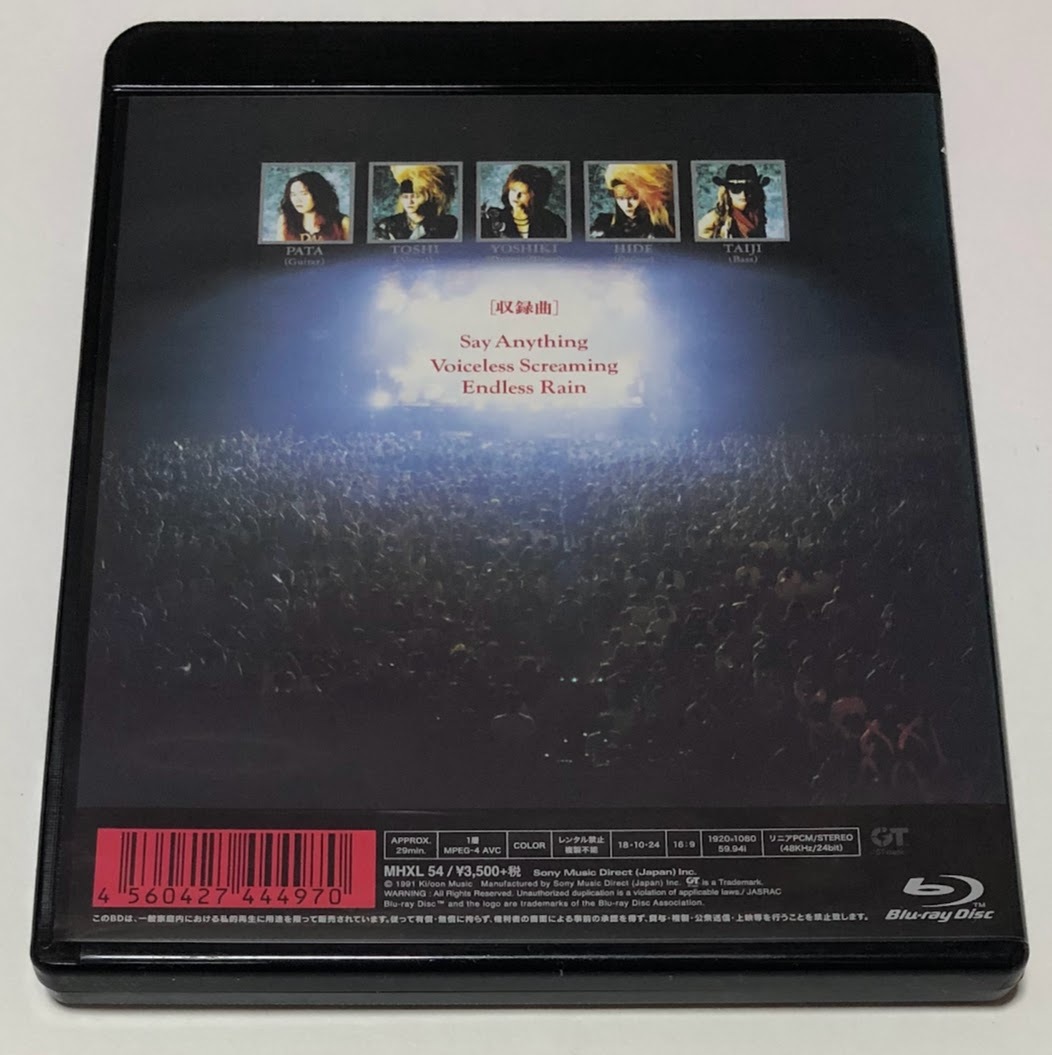 PATA
(Guitar)
TOSHI
YOSHIKI
HIDE
TAIJI
(Bass)
[収録曲]
Say Anything
Voiceless Screaming
Endless Rain
4 560427 444970
APPROX.
29min.
1層
MPEG-4 AVC
COLOR
レンタル禁止
複製不能
18・10・24
16:9
1920×1080
59.94i
リニアPCM/STEREO
(48KHz/24bit)
GT
MHXL 54 / ¥3,500+税 Sony Music Direct (Japan) Inc.
© 1991 Ki/oon Music Manufactured by Sony Music Direct (Japan) Inc. GT is a Trademark.
WARNING : All Rights Reserved. Unauthorized duplication is a violation of applicable laws./ JASRAC
Blu-ray Disc™ and the logo are trademarks of the Blu-ray Disc Association.
このBDは、一般家庭内における私的再生に用途を限って販売されています。従って有償・無償に拘らず、権利者の書面による事前の承諾を得ず、貸与・複製・公衆送信・上映等を行うことを禁止致します。
Blu-ray Disc™